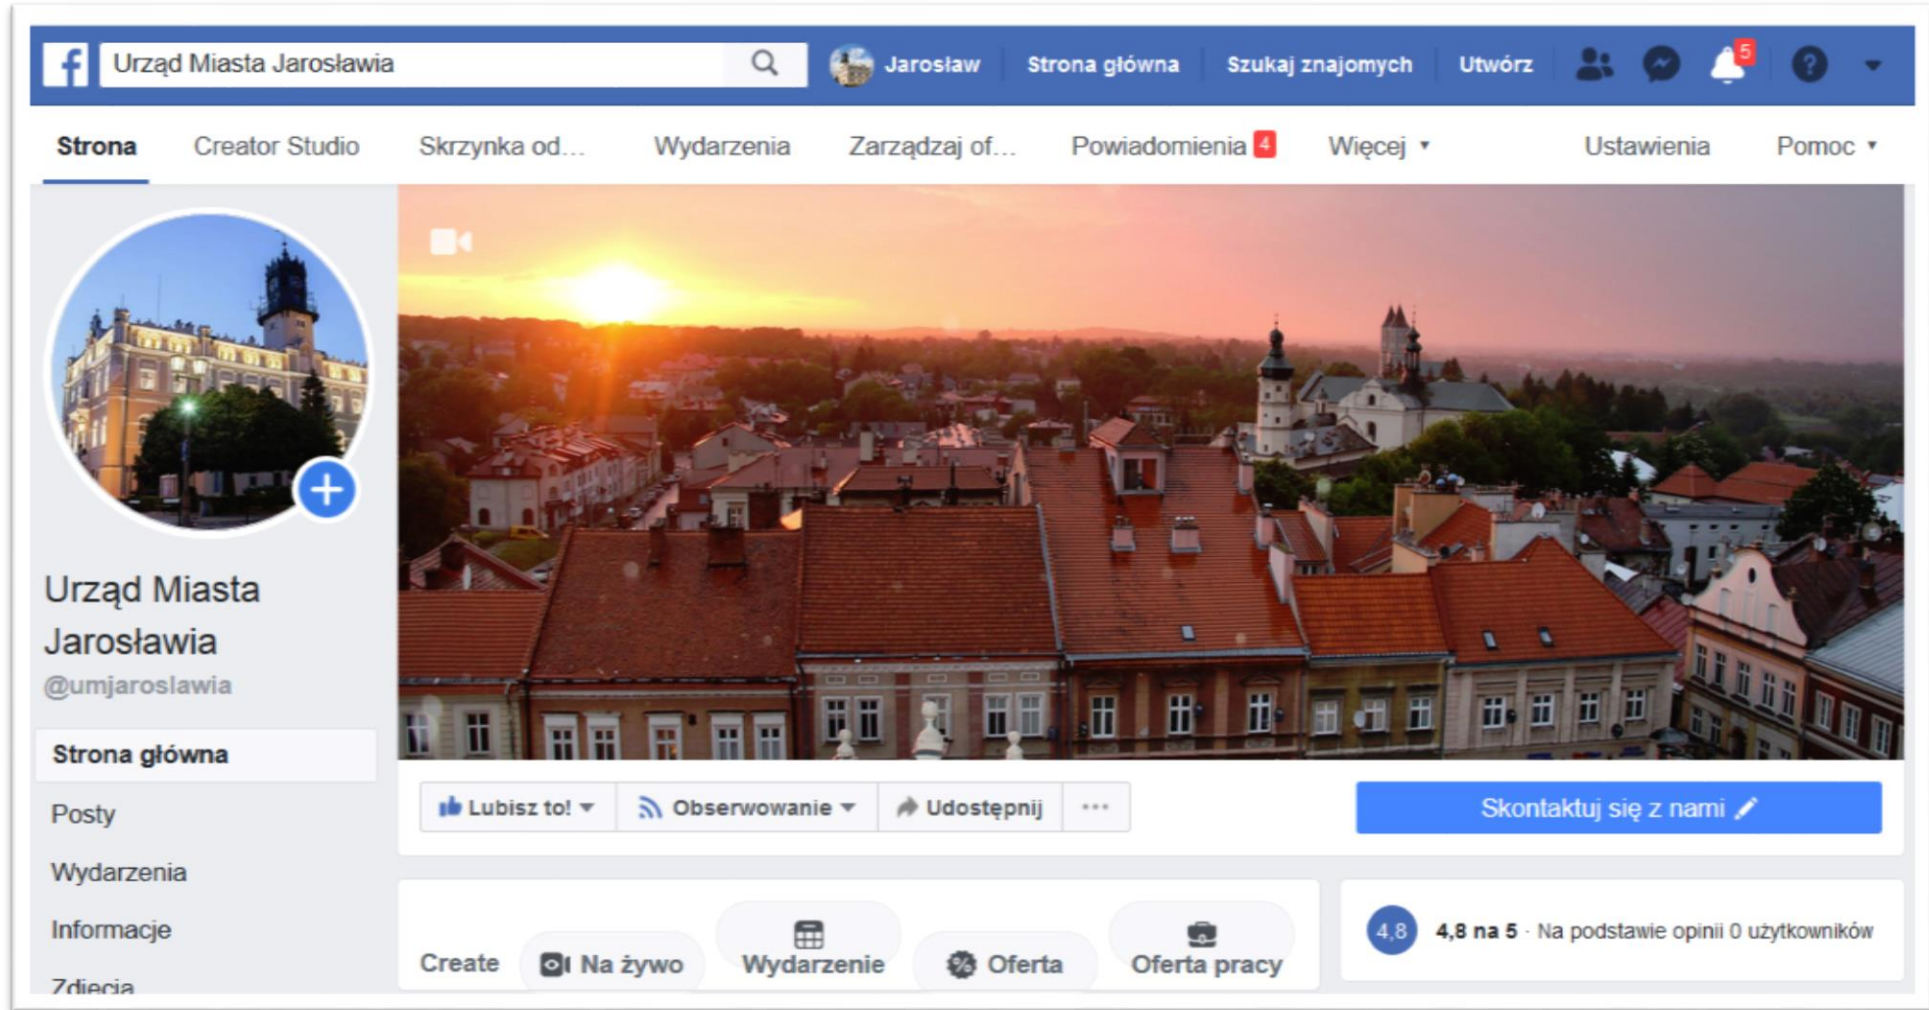 f Urząd Miasta Jarosławia Jarosław Strona główna Szukaj znajomych Utwórz 5 ?
Strona Creator Studio Skrzynka od... Wydarzenia Zarządzaj of... Powiadomienia 4 Więcej Ustawienia Pomoc
Urząd Miasta
Jarosławia
@umjaroslawia
Strona główna
Posty
Wydarzenia
Informacje
Zdjęcia
Lubisz to! Obserwowanie Udostępnij ... Skontaktuj się z nami
Create Na żywo Wydarzenie Oferta Oferta pracy
4,8 4,8 na 5 · Na podstawie opinii 0 użytkowników